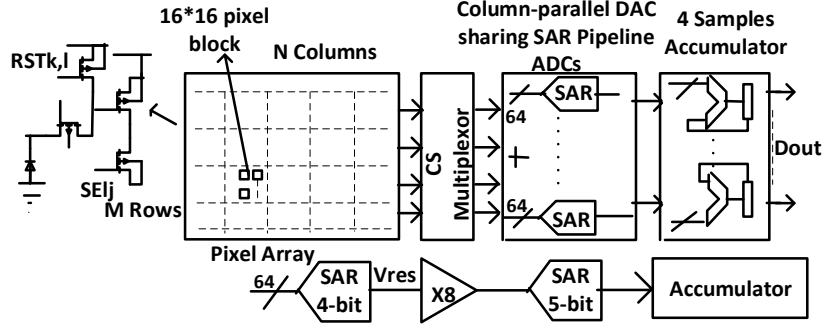 16*16 pixel
block
N Columns
Column-parallel DAC
sharing SAR Pipeline
ADCs
4 Samples
Accumulator
RSTk,l
SElj
M Rows
CS
Multiplexor
SAR
64
+
64
SAR
Dout
Pixel Array
64
SAR
4-bit
Vres
X8
SAR
5-bit
Accumulator